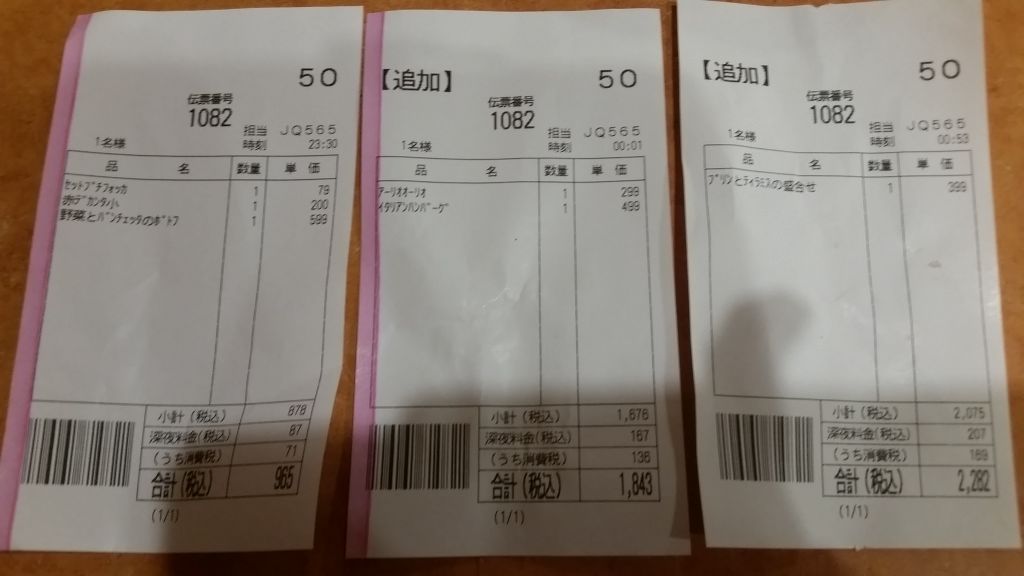 50
伝票番号
1082
担当 JQ565
1名様 時刻 23:30
品 名 数量 単 価
ｾｯﾄﾌﾟﾁﾌｫｯｶ 1 79
赤ﾃﾞｶﾝﾀ小 1 200
野菜とﾊﾟﾝﾁｪｯﾀのﾎﾟﾄﾌ 1 599
小計(税込) 878
深夜料金(税込) 87
(うち消費税) 71
合計(税込) 965
(1/1)
【追加】 50
伝票番号
1082
担当 JQ565
1名様 時刻 00:01
品 名 数量 単 価
ｱｰﾘｵｵｰﾘｵ 1 299
ｲﾀﾘｱﾝﾊﾝﾊﾞｰｸﾞ 1 499
小計(税込) 1,676
深夜料金(税込) 167
(うち消費税) 136
合計(税込) 1,843
(1/1)
【追加】 50
伝票番号
1082
担当 JQ565
1名様 時刻 00:53
品 名 数量 単 価
ﾌﾟﾘﾝとﾃｨﾗﾐｽの盛合せ 1 399
小計(税込) 2,075
深夜料金(税込) 207
(うち消費税) 169
合計(税込) 2,282
(1/1)